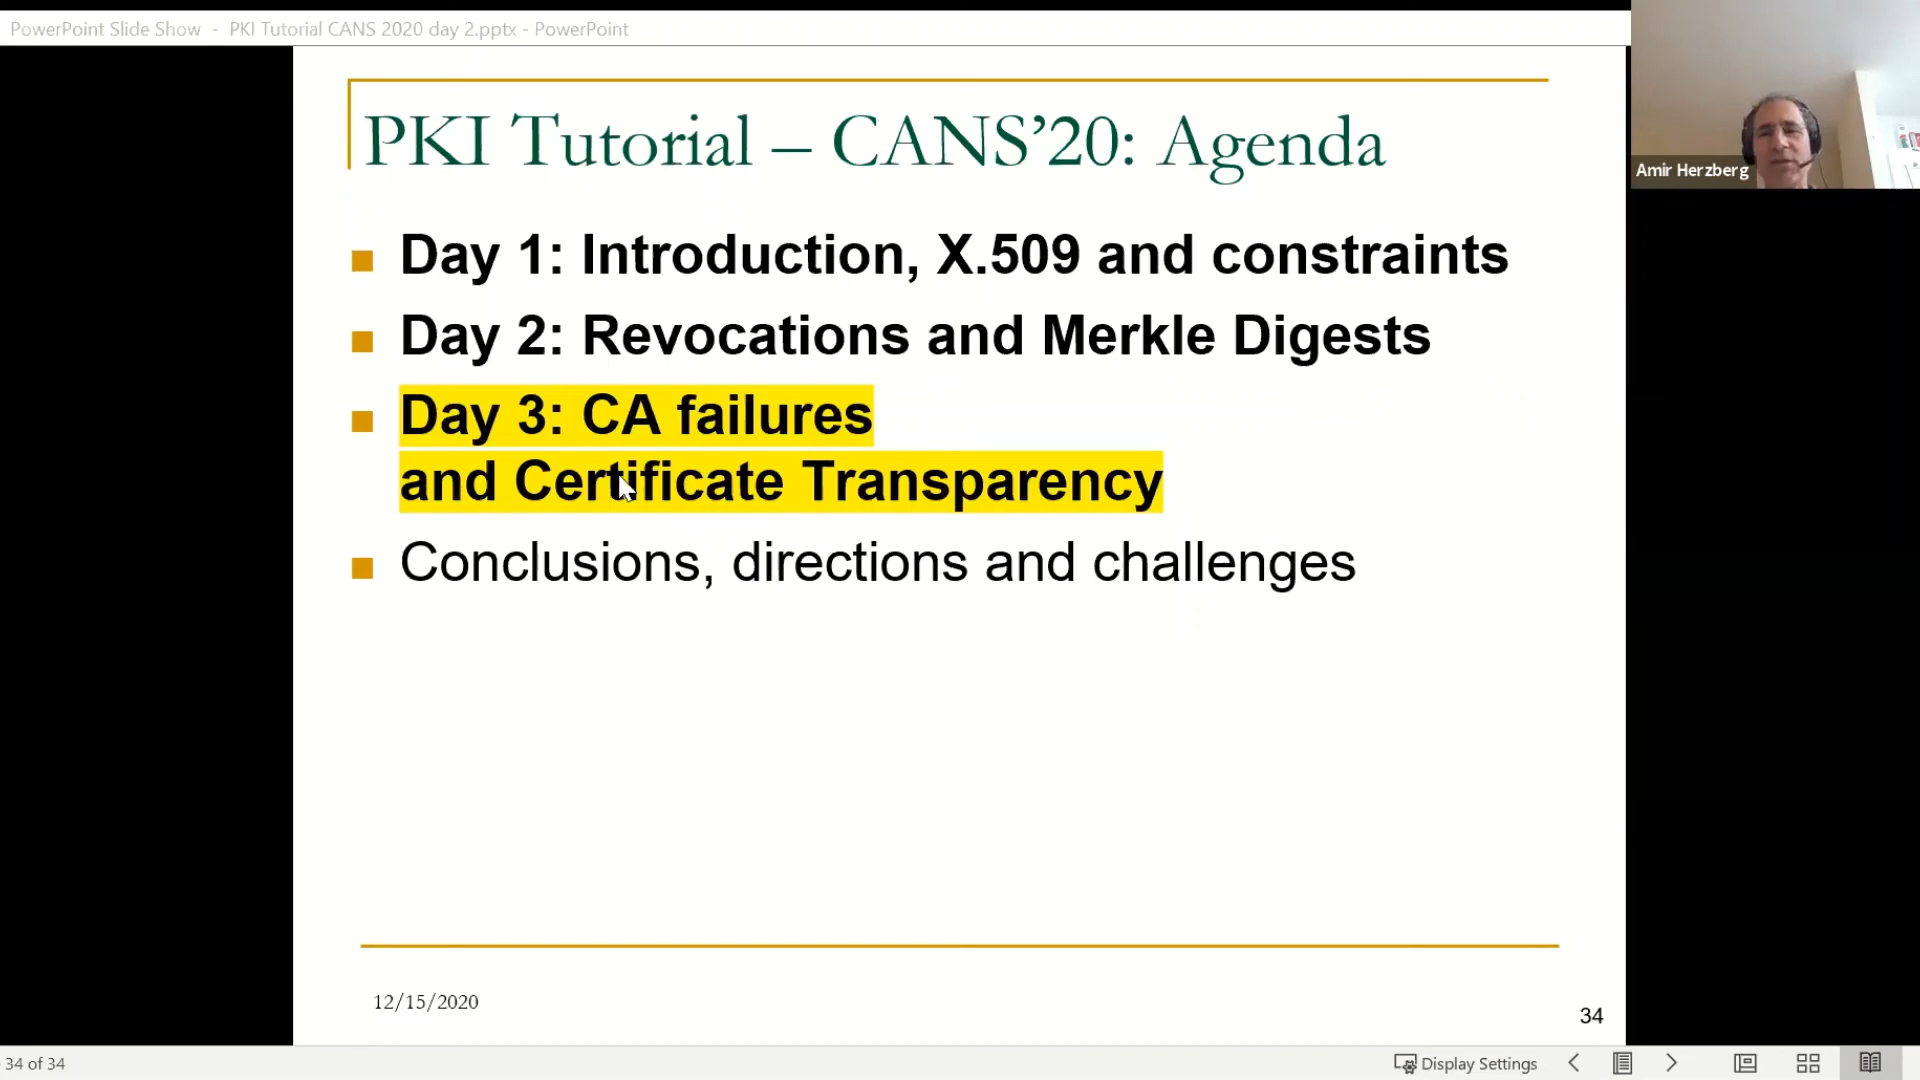 PowerPoint Slide Show - PKI Tutorial CANS 2020 day 2.pptx - PowerPoint
PKI Tutorial – CANS’20: Agenda
Amir Herzberg
Day 1: Introduction, X.509 and constraints
Day 2: Revocations and Merkle Digests
Day 3: CA failures
and Certificate Transparency
Conclusions, directions and challenges
12/15/2020
34
34 of 34
Display Settings